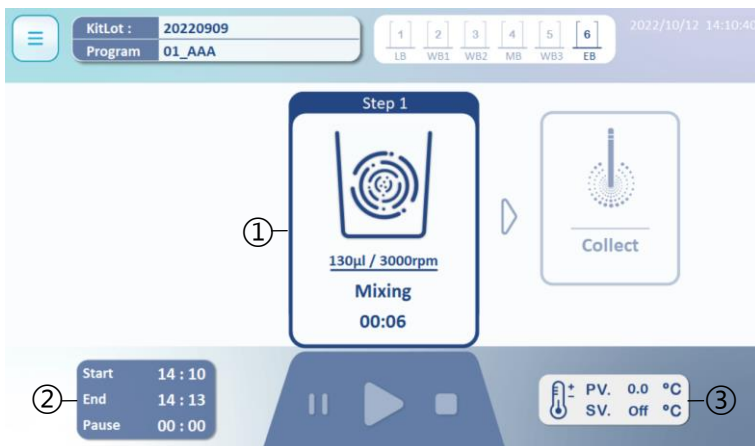 KitLot : 20220909
Program 01_AAA
1 2 3 4 5 6
LB WB1 WB2 MB WB3 EB
2022/10/12 14:10:40
Step 1
①
130µl / 3000rpm
Mixing
00:06
Collect
②
Start 14 : 10
End 14 : 13
Pause 00 : 00
PV. 0.0 °C
SV. Off °C
③